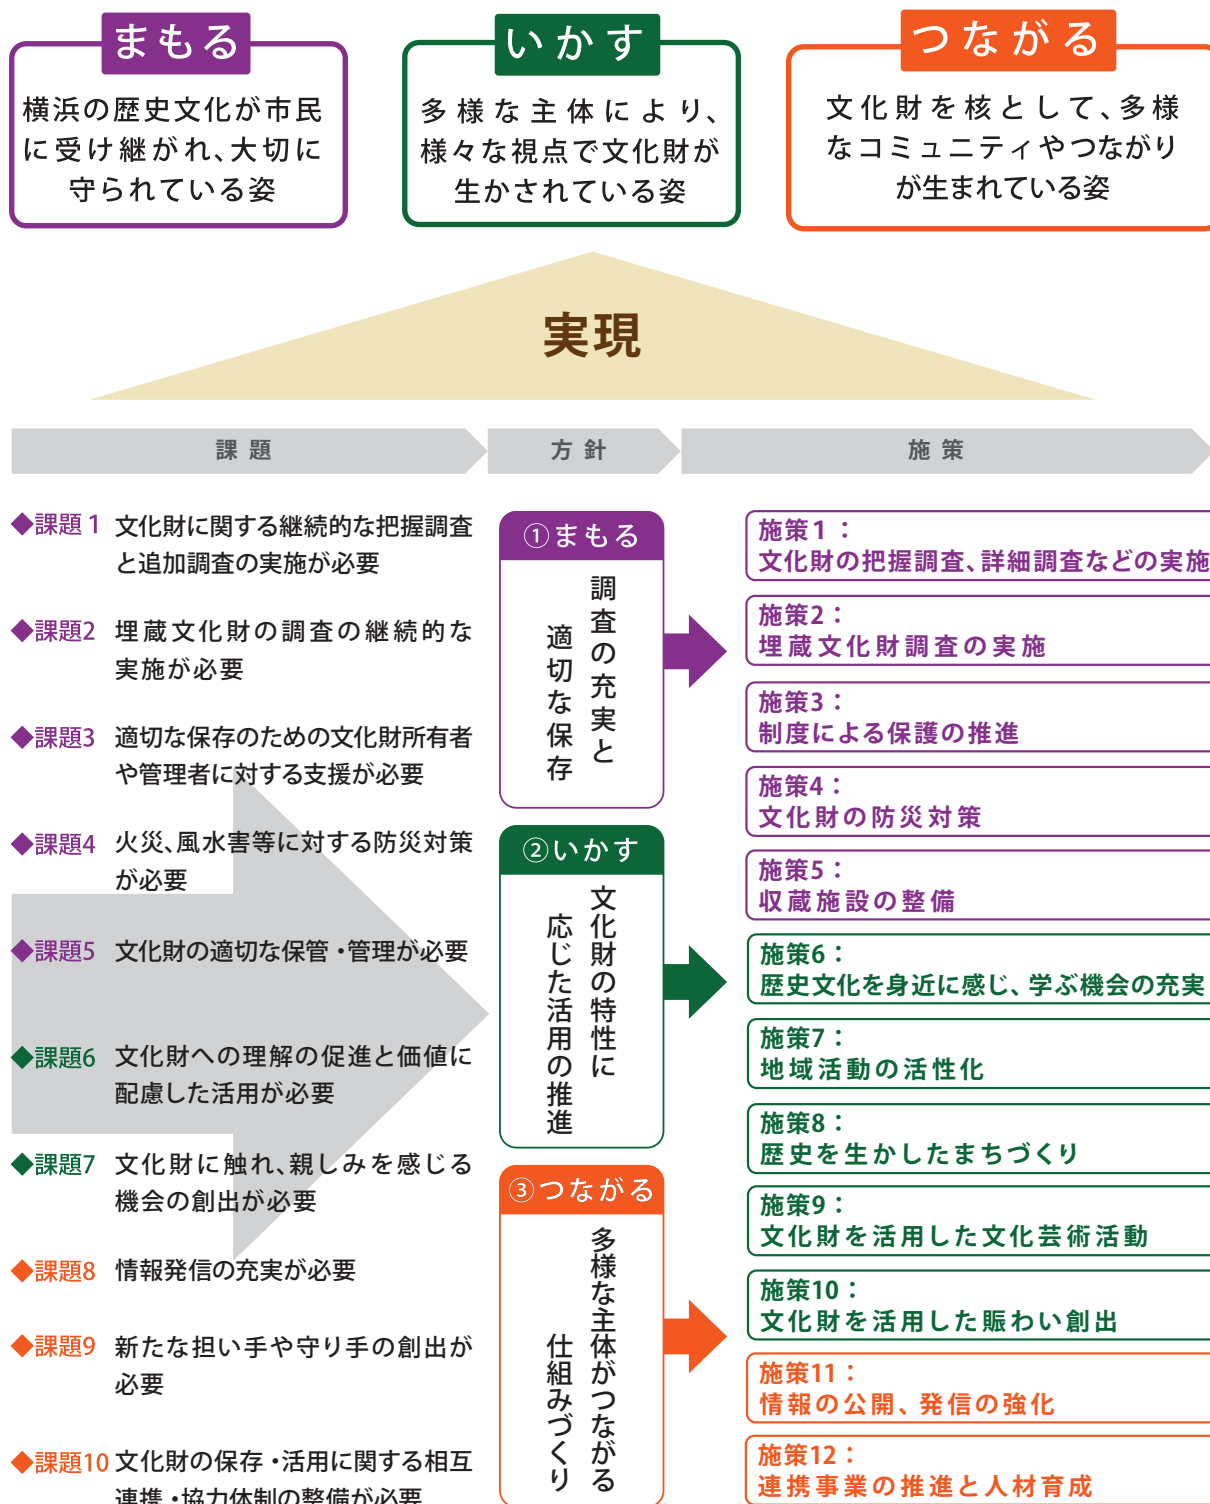 まもる
横浜の歴史文化が市民
に受け継がれ、大切に
守られている姿
いかす
多様な主体により、
様々な視点で文化財が
生かされている姿
つながる
文化財を核として、多様
なコミュニティやつながり
が生まれている姿
実現
課題
方針
施策
◆課題1 文化財に関する継続的な把握調査
と追加調査の実施が必要
◆課題2 埋蔵文化財の調査の継続的な
実施が必要
◆課題3 適切な保存のための文化財所有者
や管理者に対する支援が必要
◆課題4 火災、風水害等に対する防災対策
が必要
◆課題5 文化財の適切な保管・管理が必要
◆課題6 文化財への理解の促進と価値に
配慮した活用が必要
◆課題7 文化財に触れ、親しみを感じる
機会の創出が必要
◆課題8 情報発信の充実が必要
◆課題9 新たな担い手や守り手の創出が
必要
◆課題10 文化財の保存・活用に関する相互
連携・協力体制の整備が必要
①まもる
調査の充実と
適切な保存
②いかす
文化財の特性に
応じた活用の推進
③つながる
多様な主体がつながる
仕組みづくり
施策1：
文化財の把握調査、詳細調査などの実施
施策2：
埋蔵文化財調査の実施
施策3：
制度による保護の推進
施策4：
文化財の防災対策
施策5：
収蔵施設の整備
施策6：
歴史文化を身近に感じ、学ぶ機会の充実
施策7：
地域活動の活性化
施策8：
歴史を生かしたまちづくり
施策9：
文化財を活用した文化芸術活動
施策10：
文化財を活用した賑わい創出
施策11：
情報の公開、発信の強化
施策12：
連携事業の推進と人材育成